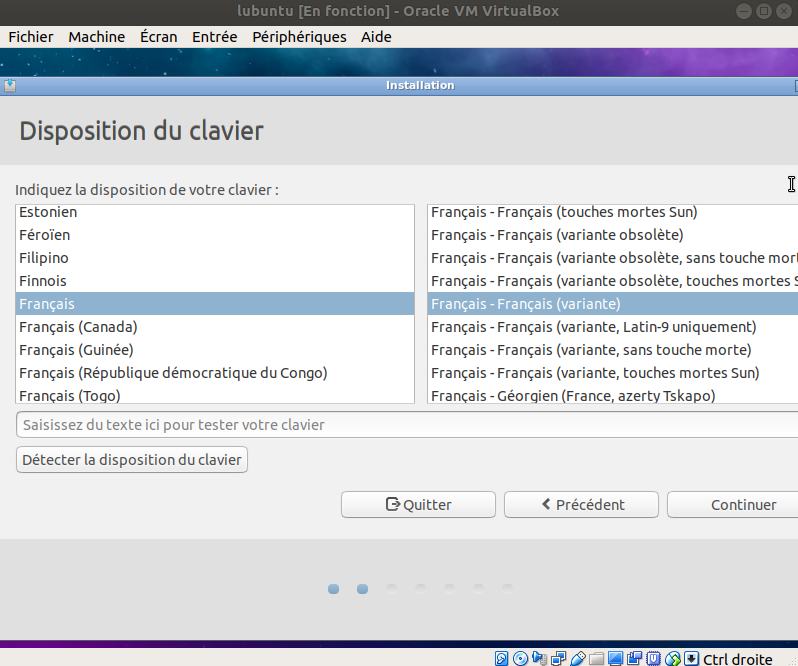 lubuntu [En fonction] - Oracle VM VirtualBox
Fichier Machine Écran Entrée Périphériques Aide
Installation
Disposition du clavier
Indiquez la disposition de votre clavier :
Estonien
Féroïen
Filipino
Finnois
Français
Français (Canada)
Français (Guinée)
Français (République démocratique du Congo)
Français (Togo)
Français - Français (touches mortes Sun)
Français - Français (variante obsolète)
Français - Français (variante obsolète, sans touche mort
Français - Français (variante obsolète, touches mortes S
Français - Français (variante)
Français - Français (variante, Latin-9 uniquement)
Français - Français (variante, sans touche morte)
Français - Français (variante, touches mortes Sun)
Français - Géorgien (France, azerty Tskapo)
Saisissez du texte ici pour tester votre clavier
Détecter la disposition du clavier
Quitter Précédent Continuer
Ctrl droite